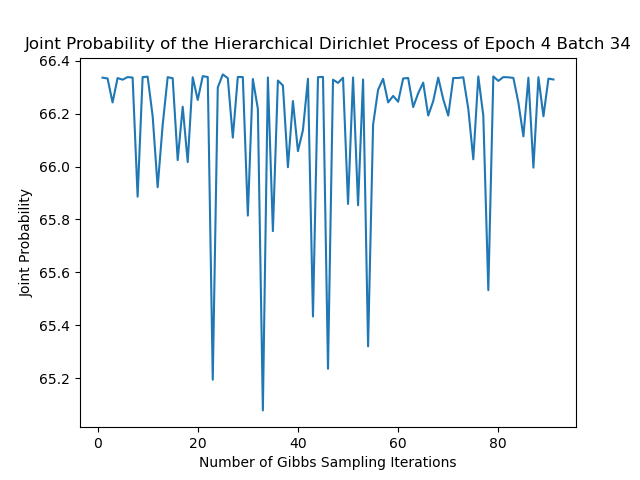 Joint Probability of the Hierarchical Dirichlet Process of Epoch 4 Batch 34
66.4
66.2
66.0
65.8
65.6
65.4
65.2
Joint Probability
0 20 40 60 80
Number of Gibbs Sampling Iterations